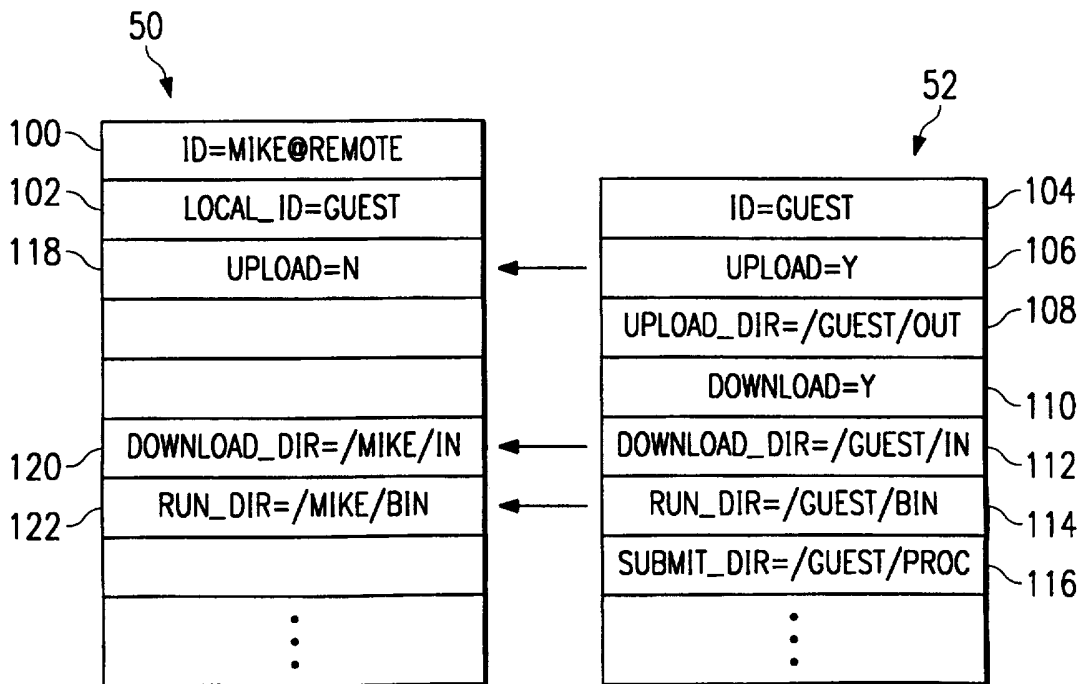 50
100
ID=MIKE@REMOTE
102
LOCAL_ID=GUEST
118
UPLOAD=N
120
DOWNLOAD_DIR=/MIKE/IN
122
RUN_DIR=/MIKE/BIN
52
ID=GUEST
104
UPLOAD=Y
106
UPLOAD_DIR=/GUEST/OUT
108
DOWNLOAD=Y
110
DOWNLOAD_DIR=/GUEST/IN
112
RUN_DIR=/GUEST/BIN
114
SUBMIT_DIR=/GUEST/PROC
116